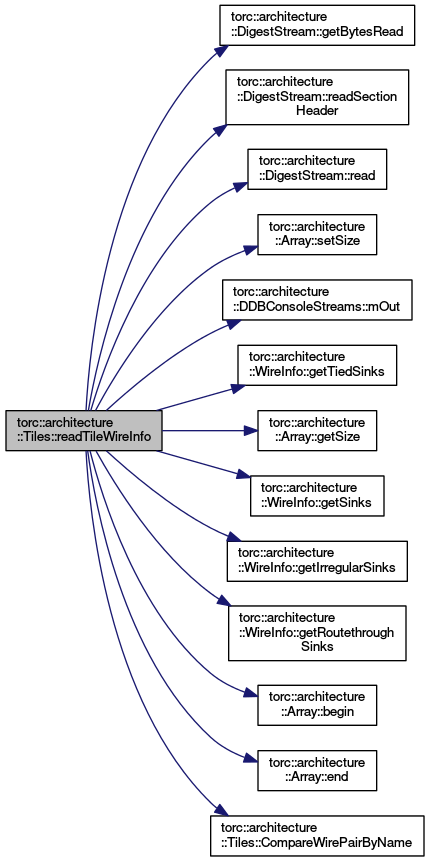 torc::architecture
::DigestStream::getBytesRead
torc::architecture
::DigestStream::readSection
Header
torc::architecture
::DigestStream::read
torc::architecture
::Array::setSize
torc::architecture
::DDBConsoleStreams::mOut
torc::architecture
::WireInfo::getTiedSinks
torc::architecture
::Tiles::readTileWireInfo
torc::architecture
::Array::getSize
torc::architecture
::WireInfo::getSinks
torc::architecture
::WireInfo::getIrregularSinks
torc::architecture
::WireInfo::getRoutethrough
Sinks
torc::architecture
::Array::begin
torc::architecture
::Array::end
torc::architecture
::Tiles::CompareWirePairByName